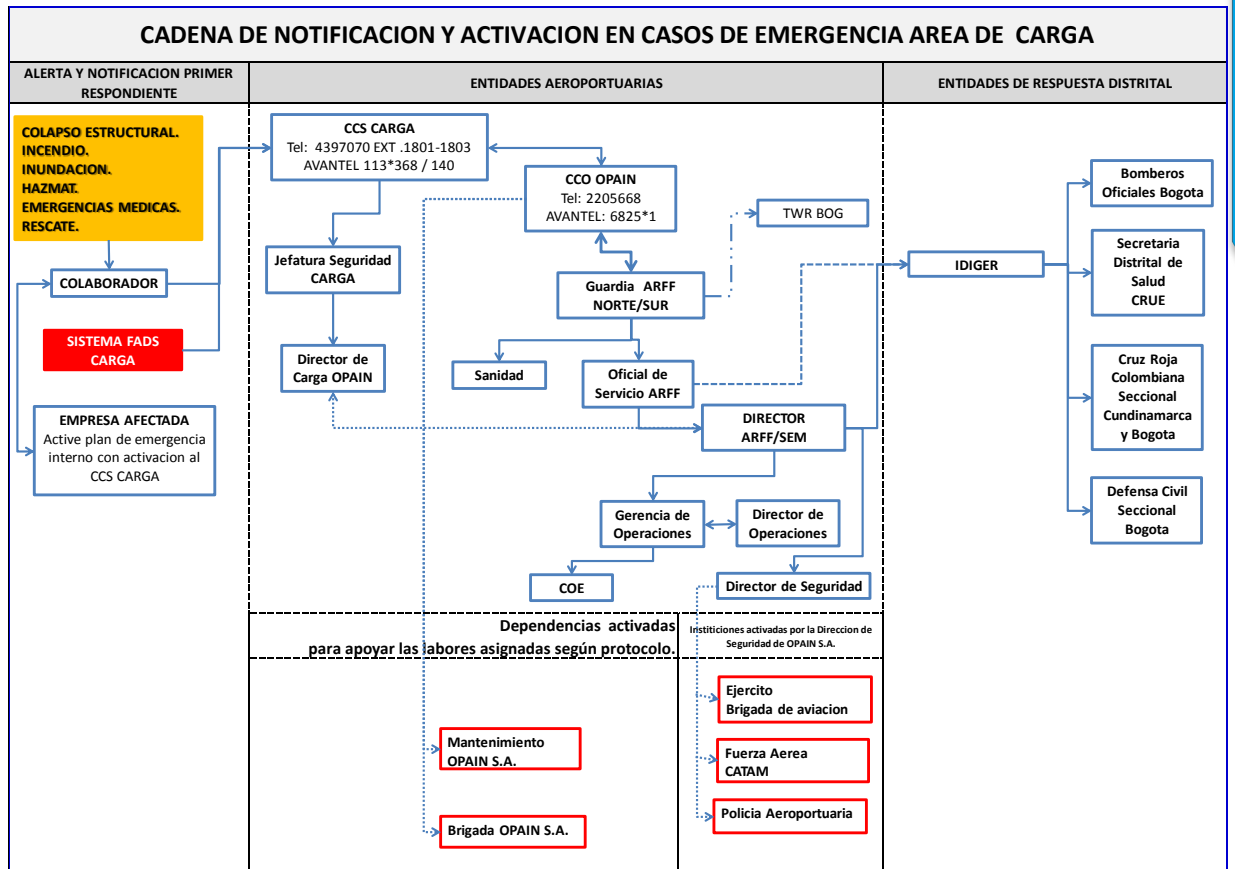 CADENA DE NOTIFICACION Y ACTIVACION EN CASOS DE EMERGENCIA AREA DE CARGA
ALERTA Y NOTIFICACION PRIMER
RESPONDIENTE
ENTIDADES AEROPORTUARIAS
ENTIDADES DE RESPUESTA DISTRITAL
COLAPSO ESTRUCTURAL.
INCENDIO.
INUNDACION.
HAZMAT.
EMERGENCIAS MEDICAS.
RESCATE.
COLABORADOR
SISTEMA FADS
CARGA
EMPRESA AFECTADA
Active plan de emergencia
interno con activacion al
CCS CARGA
CCS CARGA
Tel: 4397070 EXT .1801-1803
AVANTEL 113*368 / 140
CCO OPAIN
Tel: 2205668
AVANTEL: 6825*1
TWR BOG
Jefatura Seguridad
CARGA
Guardia ARFF
NORTE/SUR
Director de
Carga OPAIN
Sanidad
Oficial de
Servicio ARFF
DIRECTOR
ARFF/SEM
Gerencia de
Operaciones
Director de
Operaciones
COE
Director de Seguridad
IDIGER
Bomberos
Oficiales Bogota
Secretaria
Distrital de
Salud
CRUE
Cruz Roja
Colombiana
Seccional
Cundinamarca
y Bogota
Defensa Civil
Seccional
Bogota
Dependencias activadas
para apoyar las labores asignadas según protocolo.
Institiciones activadas por la Direccion de
Seguridad de OPAIN S.A.
Mantenimiento
OPAIN S.A.
Brigada OPAIN S.A.
Ejercito
Brigada de aviacion
Fuerza Aerea
CATAM
Policia Aeroportuaria